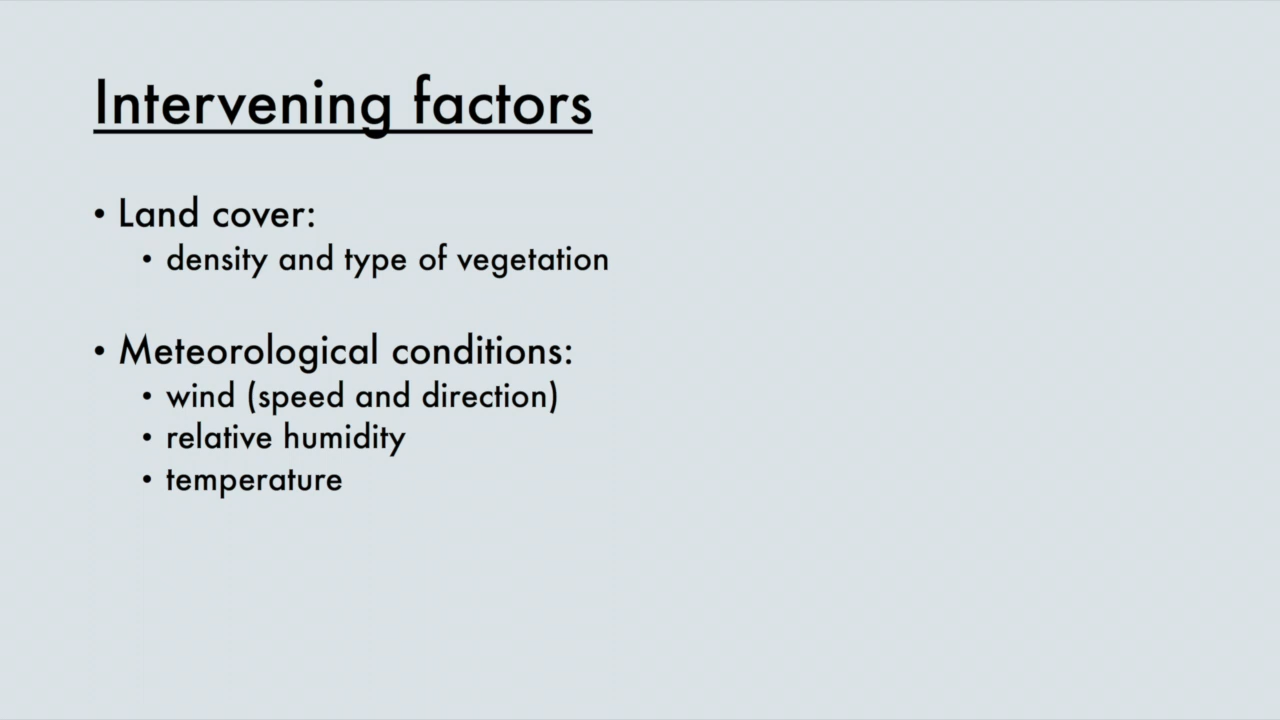 Intervening factors
• Land cover:
• density and type of vegetation
• Meteorological conditions:
• wind (speed and direction)
• relative humidity
• temperature